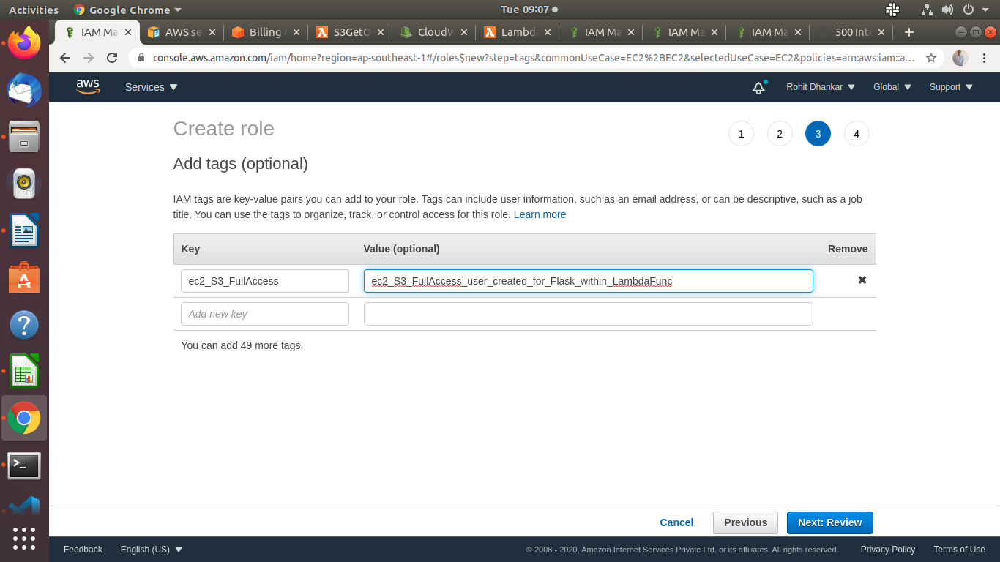 Activities Google Chrome Tue 09:07
IAM Ma AWS se Billing S3GetO CloudW Lambd IAM Ma IAM Ma IAM Ma 500 Inte
console.aws.amazon.com/iam/home?region=ap-southeast-1#/roles$new?step=tags&commonUseCase=EC2%2BEC2&selectedUseCase=EC2&policies=arn:aws:iam::a...
aws Services Rohit Dhankar Global Support
Create role 1 2 3 4
Add tags (optional)
IAM tags are key-value pairs you can add to your role. Tags can include user information, such as an email address, or can be descriptive, such as a job
title. You can use the tags to organize, track, or control access for this role. Learn more
Key Value (optional) Remove
ec2_S3_FullAccess ec2_S3_FullAccess_user_created_for_Flask_within_LambdaFunc
Add new key
You can add 49 more tags.
Cancel Previous Next: Review
Feedback English (US) © 2008 - 2020, Amazon Internet Services Private Ltd. or its affiliates. All rights reserved. Privacy Policy Terms of Use